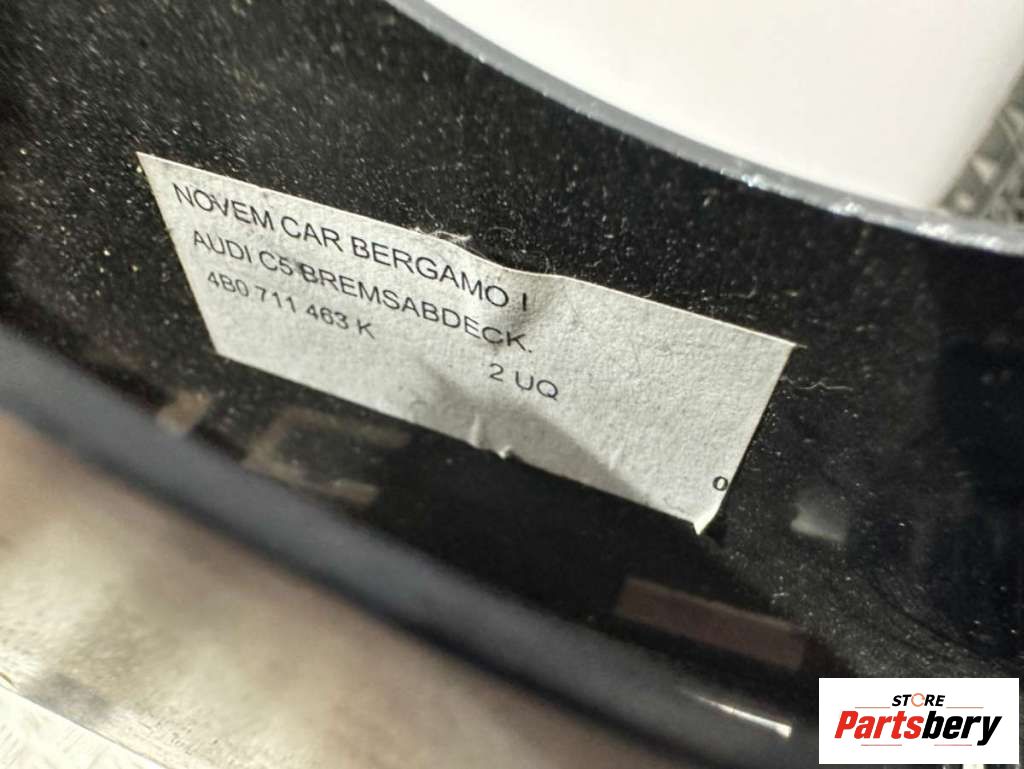 NOVEM CAR BERGAMO I
AUDI C5 BREMSABDECK.
4B0 711 463 K
2 UQ
O
STORE
Partsbery